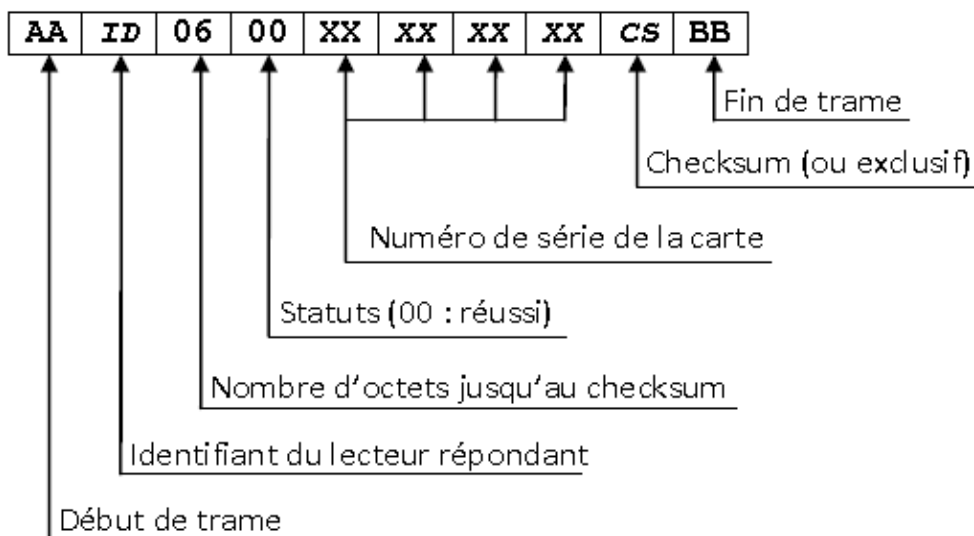 AA ID 06 00 XX XX XX XX CS BB
Fin de trame
Checksum (ou exclusif)
Numéro de série de la carte
Statuts (00 : réussi)
Nombre d'octets jusqu'au checksum
Identifiant du lecteur répondant
Début de trame